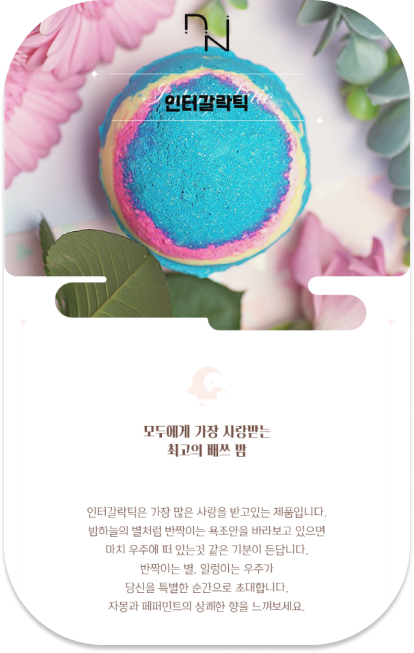 인터갈락틱
모두에게 가장 사랑받는
최고의 배쓰 밤
인터갈락틱은 가장 많은 사랑을 받고있는 제품입니다.
밤하늘의 별처럼 반짝이는 욕조안을 바라보고 있으면
마치 우주에 떠 있는것 같은 기분이 든답니다.
반짝이는 별, 일렁이는 우주가
당신을 특별한 순간으로 초대합니다.
자몽과 페퍼민트의 상쾌한 향을 느껴보세요.